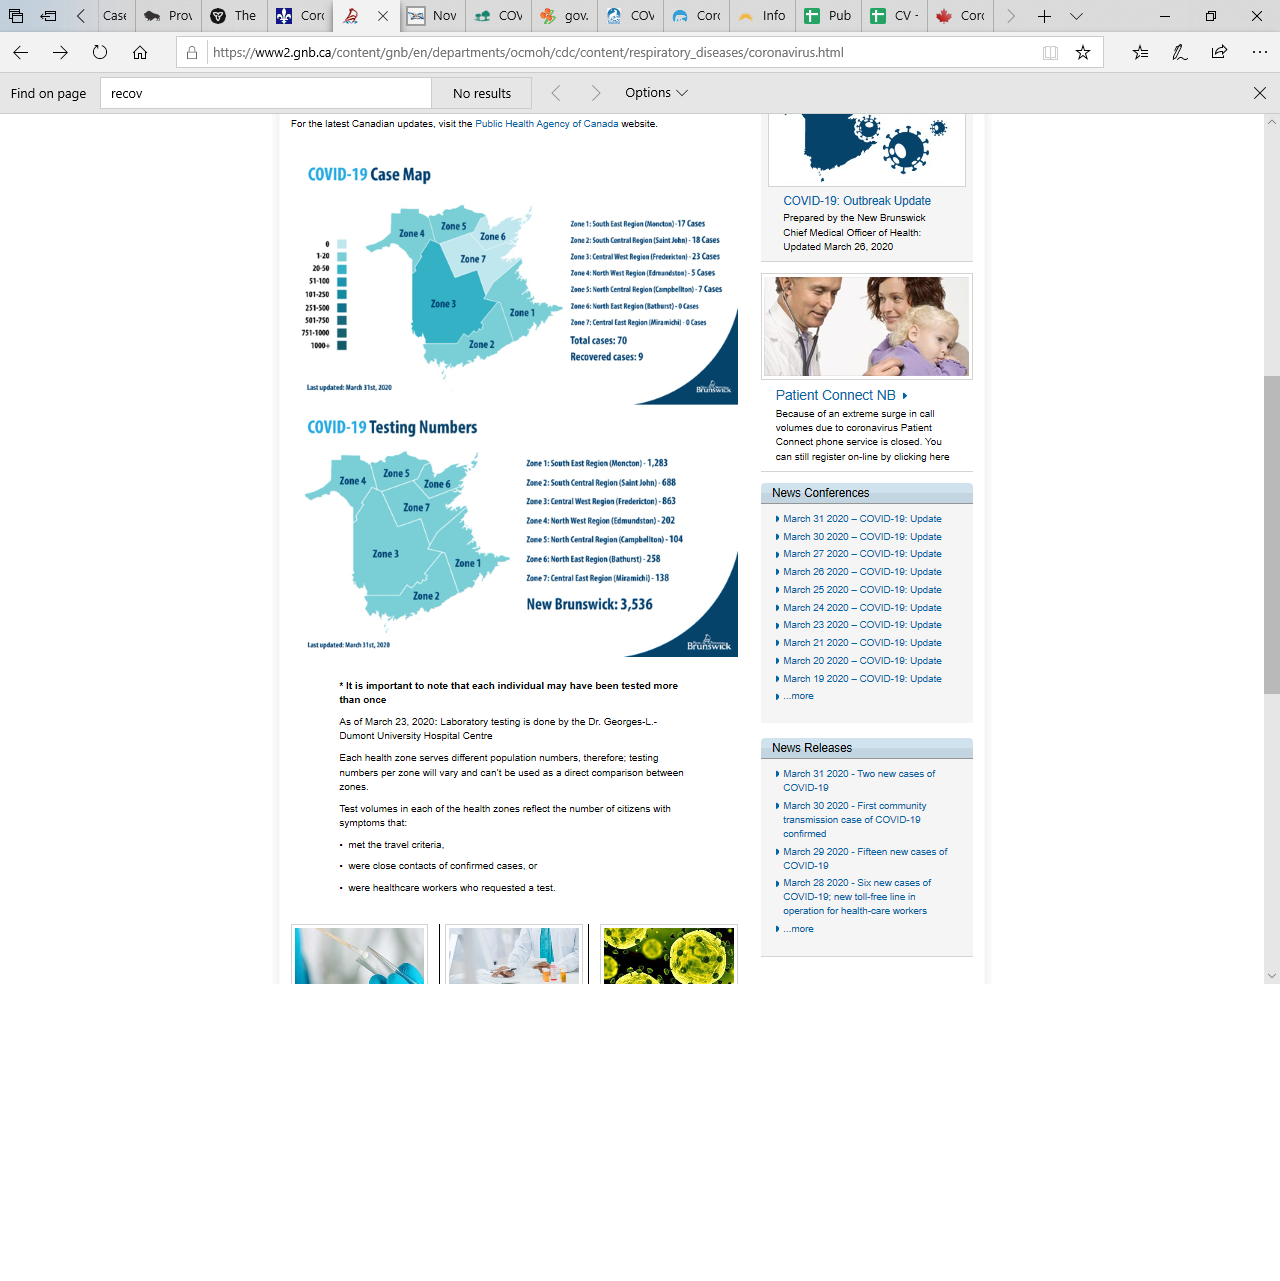 Case
Prov
The
Coro
Nov
COV
gov.
COV
Coro
Info
Pub
CV -
Coro
https://www2.gnb.ca/content/gnb/en/departments/ocmoh/cdc/content/respiratory_diseases/coronavirus.html
Find on page
recov
No results
Options
For the latest Canadian updates, visit the Public Health Agency of Canada website.
COVID-19 Case Map
Zone 4
Zone 5
Zone 6
Zone 7
Zone 3
Zone 1
Zone 2
0
1-20
20-50
51-100
101-250
251-500
501-750
751-1000
1000+
Zone 1: South East Region (Moncton) - 17 Cases
Zone 2: South Central Region (Saint John) - 18 Cases
Zone 3: Central West Region (Fredericton) - 23 Cases
Zone 4: North West Region (Edmundston) - 5 Cases
Zone 5: North Central Region (Campbellton) - 7 Cases
Zone 6: North East Region (Bathurst) - 0 Cases
Zone 7: Central East Region (Miramichi) - 0 Cases
Total cases: 70
Recovered cases: 9
Last updated: March 31st, 2020
Brunswick
COVID-19 Testing Numbers
Zone 4
Zone 5
Zone 6
Zone 7
Zone 3
Zone 1
Zone 2
Zone 1: South East Region (Moncton) - 1,283
Zone 2: South Central Region (Saint John) - 688
Zone 3: Central West Region (Fredericton) - 863
Zone 4: North West Region (Edmundston) - 202
Zone 5: North Central Region (Campbellton) - 104
Zone 6: North East Region (Bathurst) - 258
Zone 7: Central East Region (Miramichi) - 138
New Brunswick: 3,536
Last updated: March 31st, 2020
Brunswick
* It is important to note that each individual may have been tested more
than once
As of March 23, 2020: Laboratory testing is done by the Dr. Georges-L.-
Dumont University Hospital Centre
Each health zone serves different population numbers, therefore; testing
numbers per zone will vary and can't be used as a direct comparison between
zones.
Test volumes in each of the health zones reflect the number of citizens with
symptoms that:
• met the travel criteria,
• were close contacts of confirmed cases, or
• were healthcare workers who requested a test.
COVID-19: Outbreak Update
Prepared by the New Brunswick
Chief Medical Officer of Health:
Updated March 26, 2020
Patient Connect NB
Because of an extreme surge in call
volumes due to coronavirus Patient
Connect phone service is closed. You
can still register on-line by clicking here
News Conferences
March 31 2020 – COVID-19: Update
March 30 2020 – COVID-19: Update
March 27 2020 – COVID-19: Update
March 26 2020 – COVID-19: Update
March 25 2020 – COVID-19: Update
March 24 2020 – COVID-19: Update
March 23 2020 – COVID-19: Update
March 21 2020 – COVID-19: Update
March 20 2020 – COVID-19: Update
March 19 2020 – COVID-19: Update
...more
News Releases
March 31 2020 - Two new cases of
COVID-19
March 30 2020 - First community
transmission case of COVID-19
confirmed
March 29 2020 - Fifteen new cases of
COVID-19
March 28 2020 - Six new cases of
COVID-19; new toll-free line in
operation for health-care workers
...more